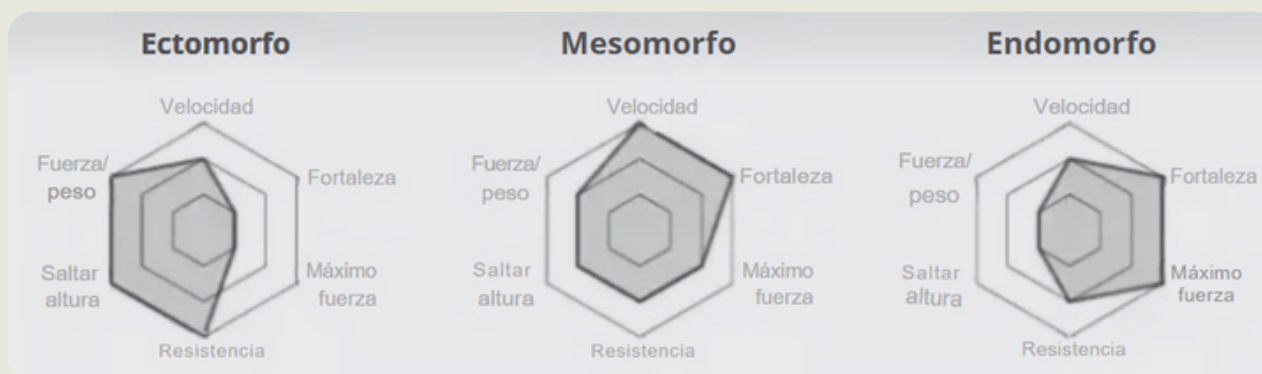 Ectomorfo
Velocidad
Fuerza/
peso
Fortaleza
Saltar
altura
Máximo
fuerza
Resistencia
Mesomorfo
Velocidad
Fuerza/
peso
Fortaleza
Saltar
altura
Máximo
fuerza
Resistencia
Endomorfo
Velocidad
Fuerza/
peso
Fortaleza
Saltar
altura
Máximo
fuerza
Resistencia